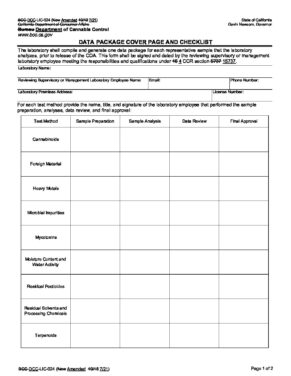 BCC DCC-LIC-524 (New Amended 10/18 7/21)
State of California
California Department of Consumer Affairs
Gavin Newsom, Governor
Bureau Department of Cannabis Control
www.bcc.ca.gov
DATA PACKAGE COVER PAGE AND CHECKLIST
The laboratory shall compile and generate one data package for each representative sample that the laboratory
analyzes, prior to release of the COA. This form shall be signed and dated by the reviewing supervisory or management
laboratory employee meeting the responsibilities and qualifications under 16 4 CCR section 5737 15737.
Laboratory Name:
Reviewing Supervisory or Management Laboratory Employee Name
Email:
Phone Number:
Laboratory Premises Address:
License Number:
For each test method provide the name, title, and signature of the laboratory employee that performed the sample
preparation, analyses, data review, and final approval:
Test Method
Sample Preparation
Sample Analysis
Data Review
Final Approval
Cannabinoids
Foreign Material
Heavy Metals
Microbial Impurities
Mycotoxins
Moisture Content and
Water Activity
Residual Pesticides
Residual Solvents and
Processing Chemicals
Terpenoids
BCC DCC-LIC-524 (New Amended 10/18 7/21)
Page 1 of 2